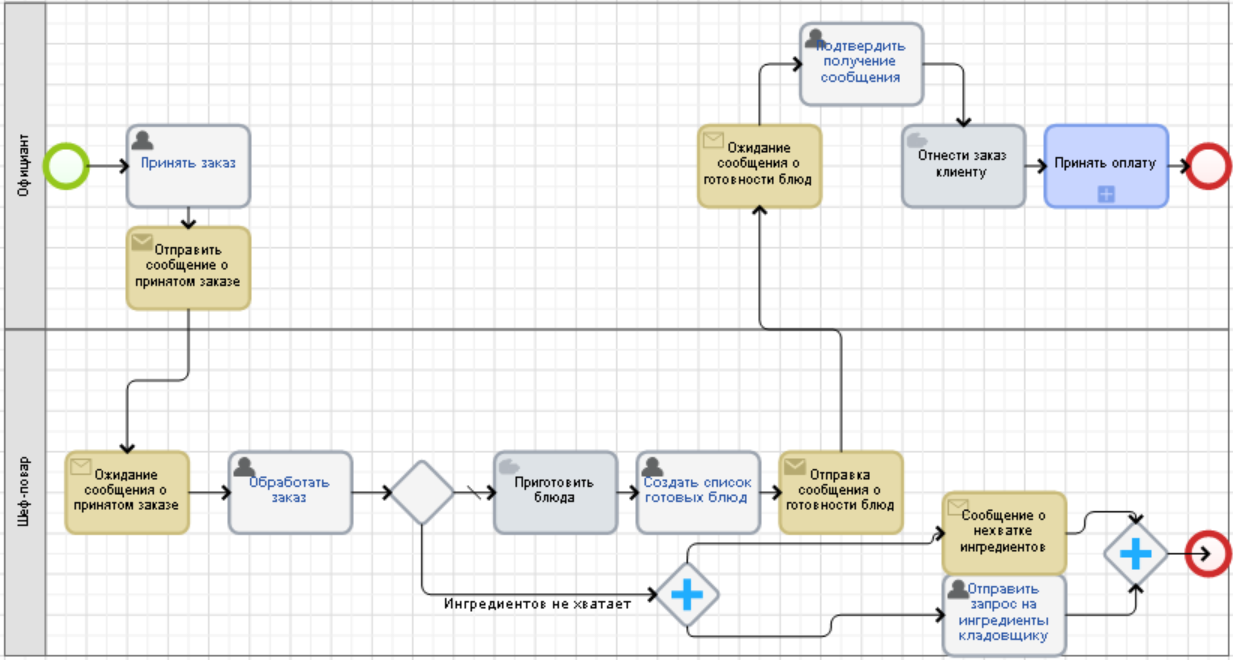 Официант
Принять заказ
Отправить
сообщение о
принятом заказе
Ожидание
сообщения о
готовности блюд
Подтвердить
получение
сообщения
Отнести заказ
клиенту
Принять оплату
Шеф-повар
Ожидание
сообщения о
принятом заказе
Обработать
заказ
Приготовить
блюда
Создать список
готовых блюд
Отправка
сообщения о
готовности блюд
Ингредиентов не хватает
Сообщение о
нехватке
ингредиентов
Отправить
запрос на
ингредиенты
кладовщику